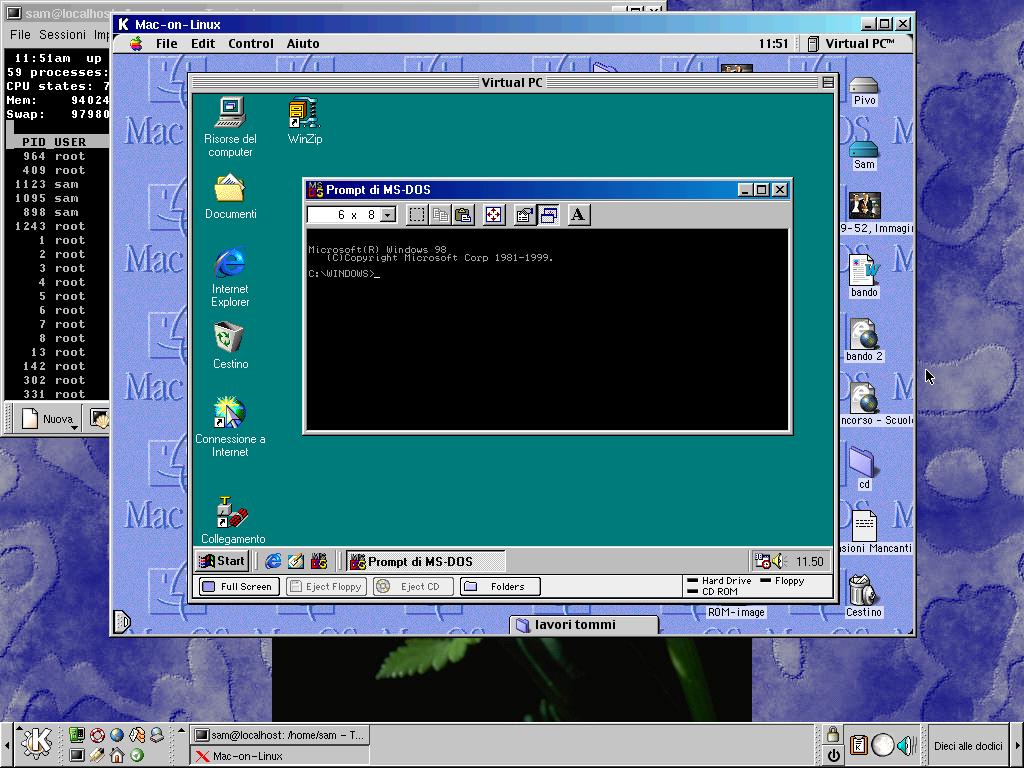 sam@localhost:
File Sessioni Imp
11:51am up
59 processes:
CPU states: 7
Mem: 94024
Swap: 97980
PID USER
964 root
409 root
1123 sam
1095 sam
898 sam
1243 root
1 root
2 root
3 root
4 root
5 root
6 root
7 root
8 root
13 root
142 root
302 root
331 root
Nuova
Mac-on-Linux
File Edit Control Aiuto
11:51 Virtual PC™
Virtual PC
Risorse del
computer
WinZip
Documenti
Internet
Explorer
Cestino
Connessione a
Internet
Collegamento
Prompt di MS-DOS
6 x 8
A
Microsoft(R) Windows 98
(C)Copyright Microsoft Corp 1981-1999.
C:\WINDOWS>_
Start
Prompt di MS-DOS
11.50
Full Screen
Eject Floppy
Eject CD
Folders
Hard Drive Floppy
CD ROM
Pivo
Sam
9-52, Immagi
bando
bando 2
ncorso - Scuol
cd
sioni Mancanti
Cestino
ROM-image
lavori tommi
Mac
Mac
Mac
Mac
sam@localhost: /home/sam - T...
Mac-on-Linux
Dieci alle dodici